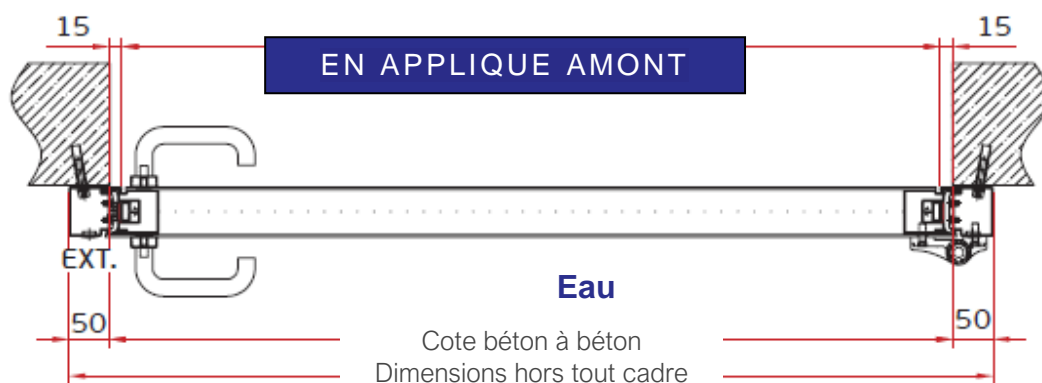 15 15
EN APPLIQUE AMONT
EXT.
Eau
50 50
Cote béton à béton
Dimensions hors tout cadre